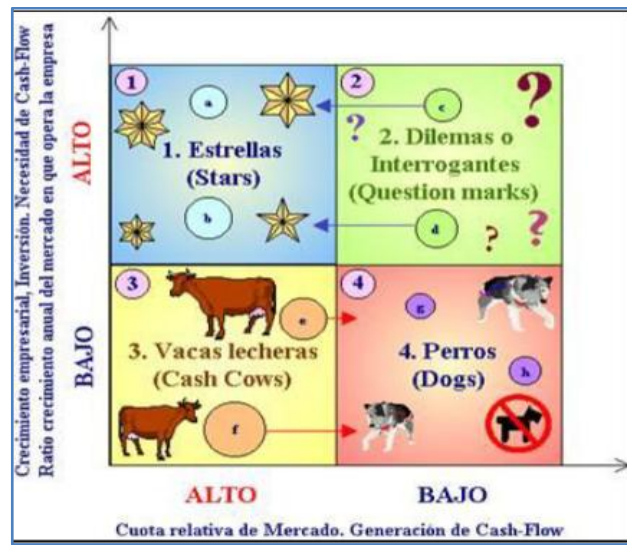 Crecimiento empresarial, Inversión. Necesidad de Cash-Flow
Ratio crecimiento anual del mercado en que opera la empresa
ALTO
BAJO
1
a
1. Estrellas
(Stars)
b
2
c
?
?
2. Dilemas o
Interrogantes
(Question marks)
d
?
?
3
e
3. Vacas lecheras
(Cash Cows)
f
4
g
4. Perros
(Dogs)
h
ALTO
BAJO
Cuota relativa de Mercado. Generación de Cash-Flow